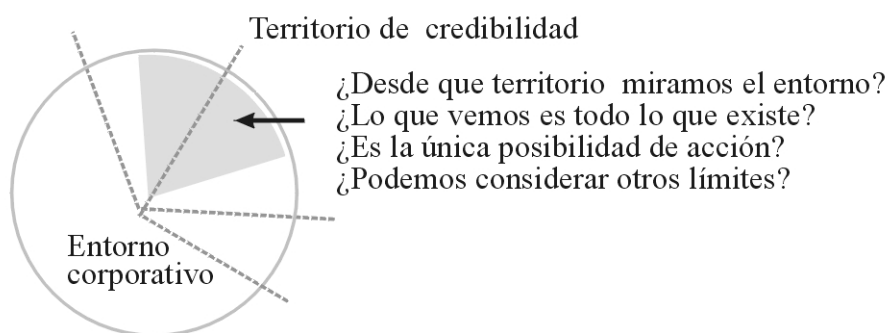 Territorio de credibilidad
¿Desde que territorio miramos el entorno?
¿Lo que vemos es todo lo que existe?
¿Es la única posibilidad de acción?
¿Podemos considerar otros límites?
Entorno
corporativo